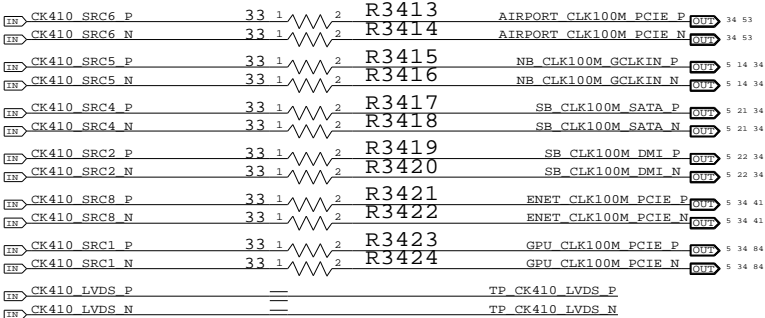 IN CK410_SRC6_P 33 1 2 R3413 AIRPORT_CLK100M_PCIE_P OUT 34 53
IN CK410_SRC6_N 33 1 2 R3414 AIRPORT_CLK100M_PCIE_N OUT 34 53
IN CK410_SRC5_P 33 1 2 R3415 NB_CLK100M_GCLKIN_P OUT 5 14 34
IN CK410_SRC5_N 33 1 2 R3416 NB_CLK100M_GCLKIN_N OUT 5 14 34
IN CK410_SRC4_P 33 1 2 R3417 SB_CLK100M_SATA_P OUT 5 21 34
IN CK410_SRC4_N 33 1 2 R3418 SB_CLK100M_SATA_N OUT 5 21 34
IN CK410_SRC2_P 33 1 2 R3419 SB_CLK100M_DMI_P OUT 5 22 34
IN CK410_SRC2_N 33 1 2 R3420 SB_CLK100M_DMI_N OUT 5 22 34
IN CK410_SRC8_P 33 1 2 R3421 ENET_CLK100M_PCIE_P OUT 5 34 41
IN CK410_SRC8_N 33 1 2 R3422 ENET_CLK100M_PCIE_N OUT 5 34 41
IN CK410_SRC1_P 33 1 2 R3423 GPU_CLK100M_PCIE_P OUT 5 34 84
IN CK410_SRC1_N 33 1 2 R3424 GPU_CLK100M_PCIE_N OUT 5 34 84
IN CK410_LVDS_P TP_CK410_LVDS_P
IN CK410_LVDS_N TP_CK410_LVDS_N